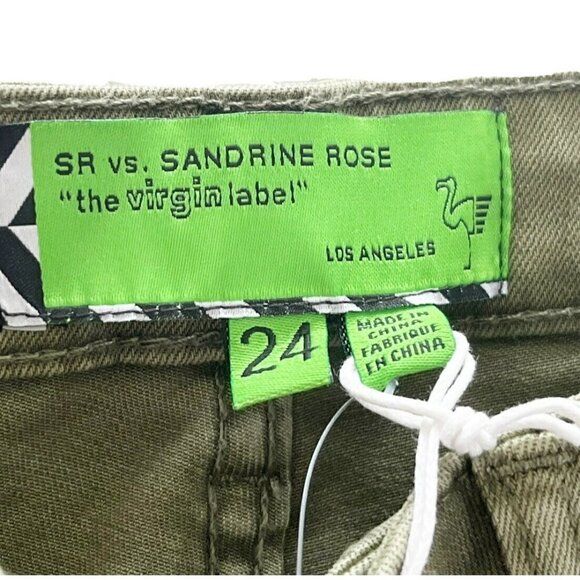 SR vs. SANDRINE ROSE
"the virgin label"
LOS ANGELES
24
MADE IN
CHINA
FABRIQUE
EN CHINA